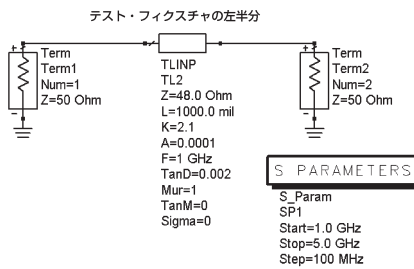 テスト・フィクスチャの左半分
Term
Term1
Num=1
Z=50 Ohm
TLINP
TL2
Z=48.0 Ohm
L=1000.0 mil
K=2.1
A=0.0001
F=1 GHz
TanD=0.002
Mur=1
TanM=0
Sigma=0
Term
Term2
Num=2
Z=50 Ohm
S PARAMETERS
S_Param
SP1
Start=1.0 GHz
Stop=5.0 GHz
Step=100 MHz